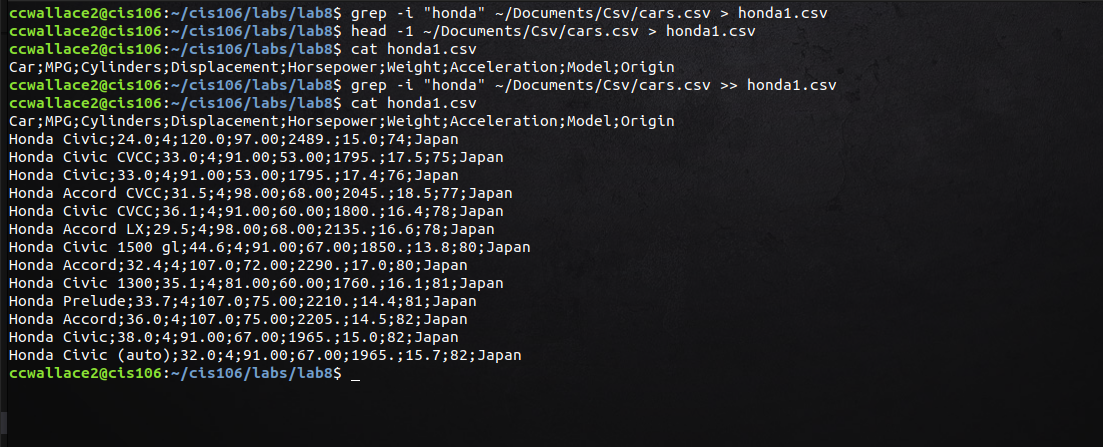 ccwallace2@cis106:~/cis106/labs/lab8$ grep -i "honda" ~/Documents/Csv/cars.csv > honda1.csv
ccwallace2@cis106:~/cis106/labs/lab8$ head -1 ~/Documents/Csv/cars.csv > honda1.csv
ccwallace2@cis106:~/cis106/labs/lab8$ cat honda1.csv
Car;MPG;Cylinders;Displacement;Horsepower;Weight;Acceleration;Model;Origin
ccwallace2@cis106:~/cis106/labs/lab8$ grep -i "honda" ~/Documents/Csv/cars.csv >> honda1.csv
ccwallace2@cis106:~/cis106/labs/lab8$ cat honda1.csv
Car;MPG;Cylinders;Displacement;Horsepower;Weight;Acceleration;Model;Origin
Honda Civic;24.0;4;120.0;97.00;2489.;15.0;74;Japan
Honda Civic CVCC;33.0;4;91.00;53.00;1795.;17.5;75;Japan
Honda Civic;33.0;4;91.00;53.00;1795.;17.4;76;Japan
Honda Accord CVCC;31.5;4;98.00;68.00;2045.;18.5;77;Japan
Honda Civic CVCC;36.1;4;91.00;60.00;1800.;16.4;78;Japan
Honda Accord LX;29.5;4;98.00;68.00;2135.;16.6;78;Japan
Honda Civic 1500 gl;44.6;4;91.00;67.00;1850.;13.8;80;Japan
Honda Accord;32.4;4;107.0;72.00;2290.;17.0;80;Japan
Honda Civic 1300;35.1;4;81.00;60.00;1760.;16.1;81;Japan
Honda Prelude;33.7;4;107.0;75.00;2210.;14.4;81;Japan
Honda Accord;36.0;4;107.0;75.00;2205.;14.5;82;Japan
Honda Civic;38.0;4;91.00;67.00;1965.;15.0;82;Japan
Honda Civic (auto);32.0;4;91.00;67.00;1965.;15.7;82;Japan
ccwallace2@cis106:~/cis106/labs/lab8$ _